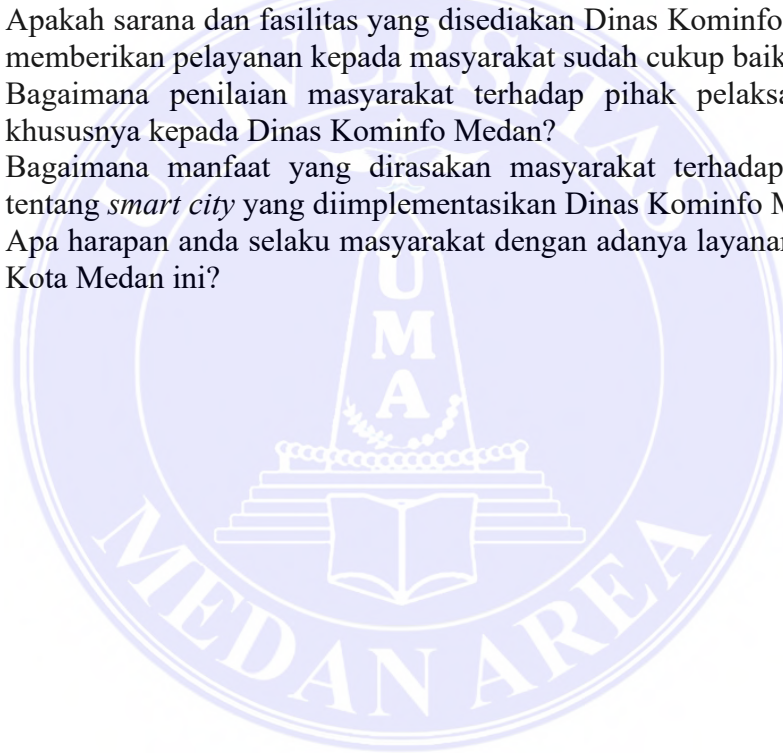 Apakah sarana dan fasilitas yang disediakan Dinas Kominfo
memberikan pelayanan kepada masyarakat sudah cukup baik
Bagaimana penilaian masyarakat terhadap pihak
khususnya kepada Dinas Kominfo Medan?
Bagaimana manfaat yang dirasakan masyarakat terhadap
tentang smart city yang diimplementasikan Dinas Kominfo
Apa harapan anda selaku masyarakat dengan adanya
Kota Medan ini?
UNIVERSITAS
UMA
MEDAN AREA